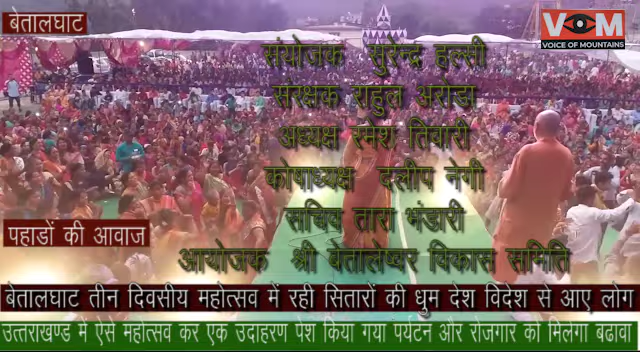 बेतालघाट
VOM
VOICE OF MOUNTAINS
संयोजक सुरेन्द्र हाल्सी
संरक्षक राहुल अरोडा
अध्यक्ष रमेश तिवारी
कोषाध्यक्ष दलीप नेगी
सचिव तारा भंडारी
पहाडों की आवाज
आयोजक श्री बेतालेश्वर विकास समिति
बेतालघाट तीन दिवसीय महोत्सव में रही सितारों की धुम देश विदेश से आए लोग
उत्तराखण्ड मे ऐसे महोत्सव कर एक उदाहरण पेश किया गया पर्यटन और रोजगार को मिलेगा बढावा